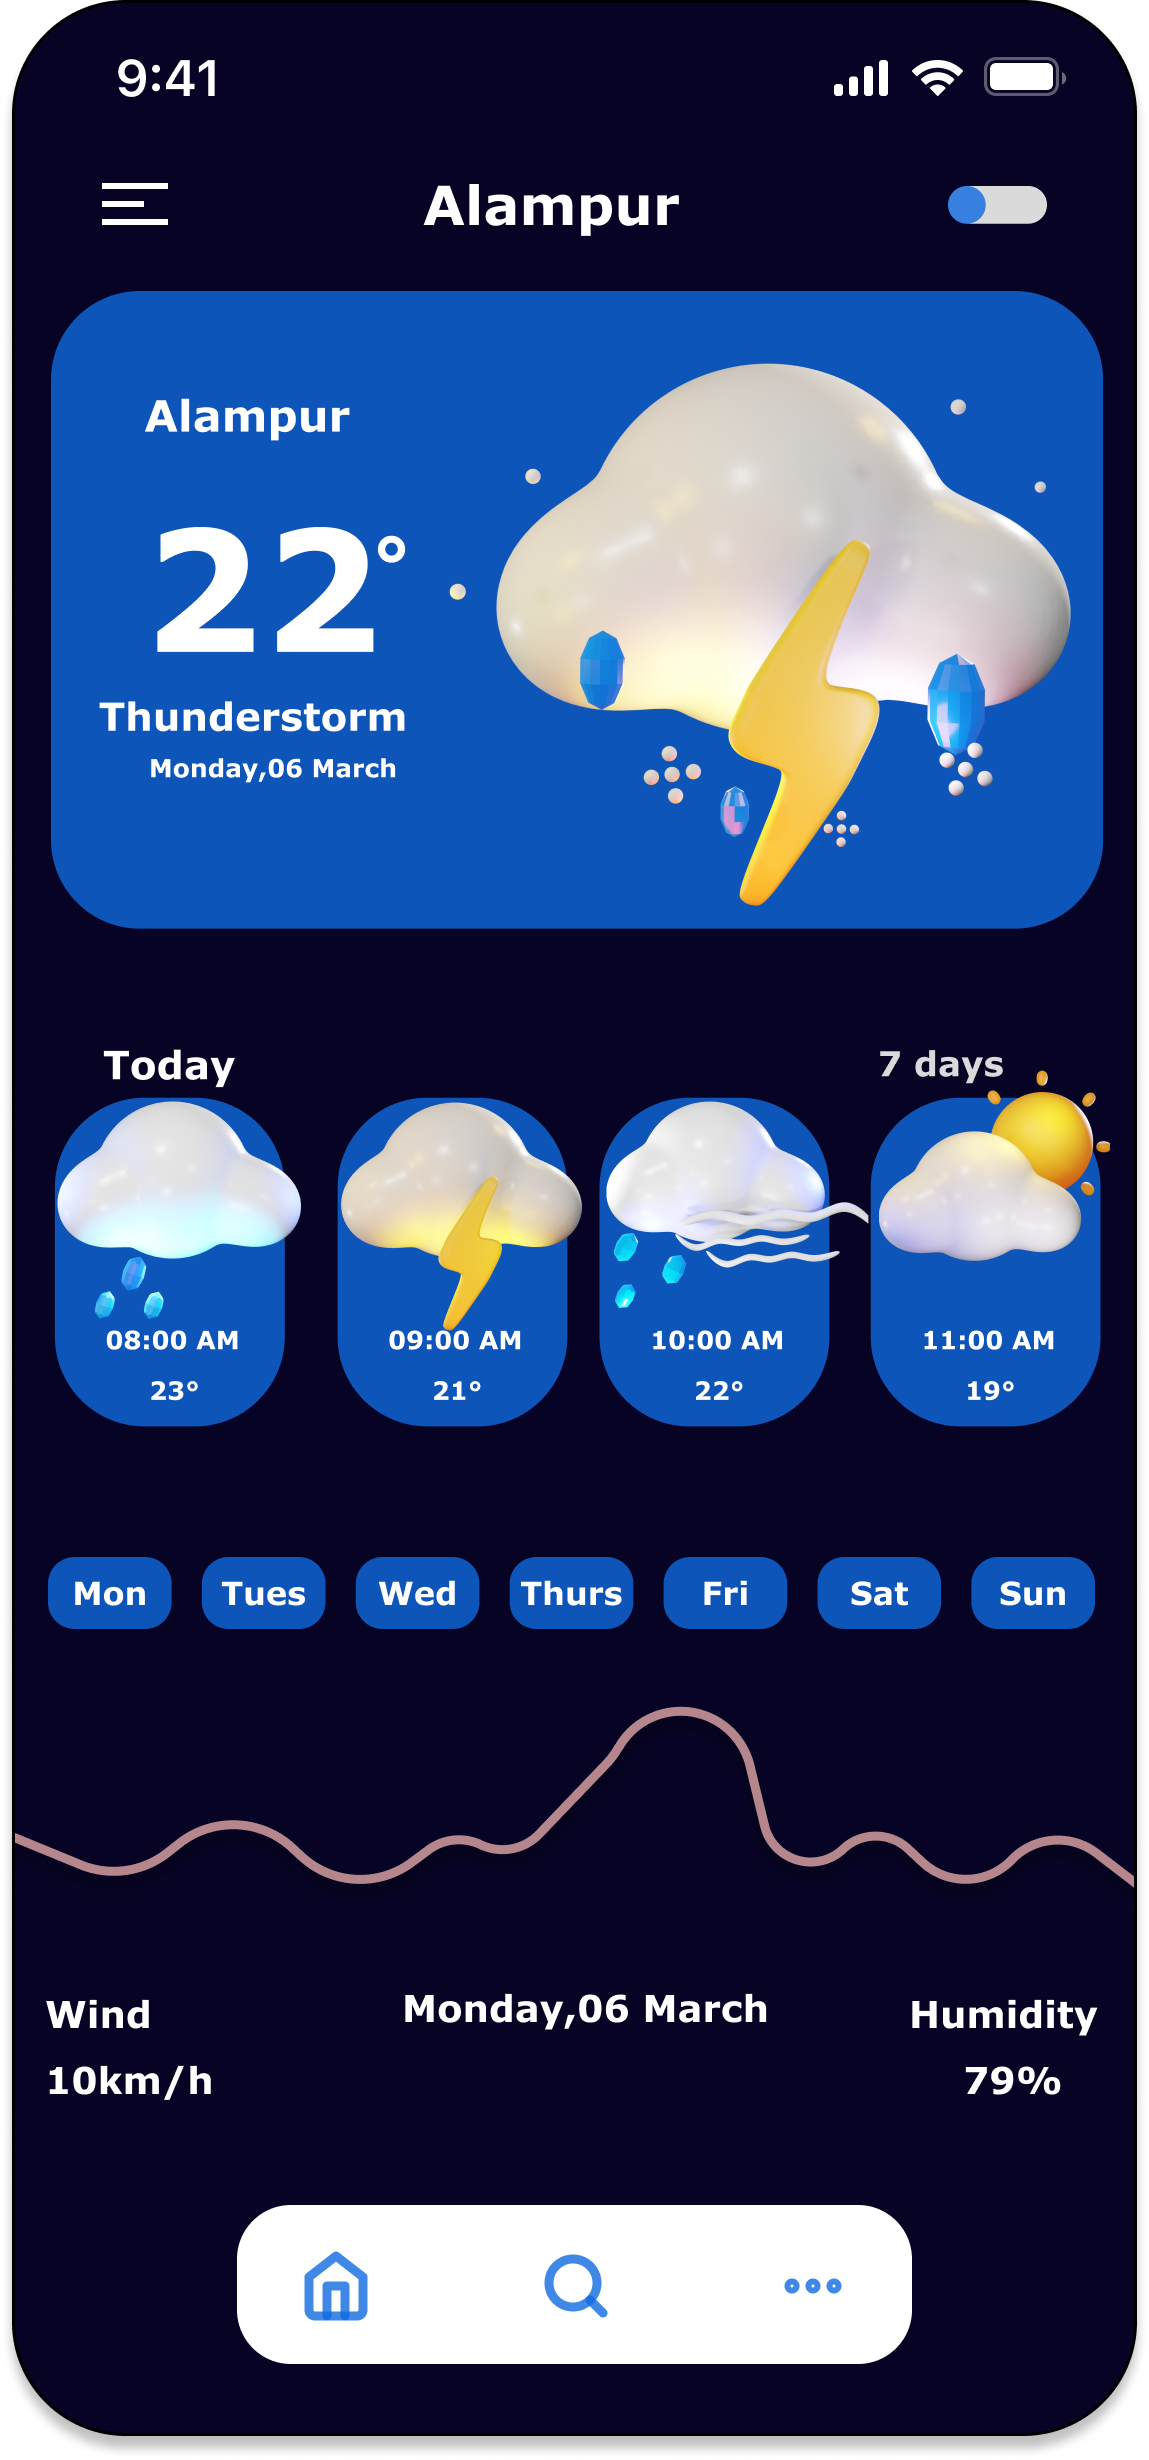 9:41
Alampur
Alampur
22°
Thunderstorm
Monday,06 March
Today
7 days
08:00 AM
23°
09:00 AM
21°
10:00 AM
22°
11:00 AM
19°
Mon Tues Wed Thurs Fri Sat Sun
Wind
10km/h
Monday,06 March
Humidity
79%